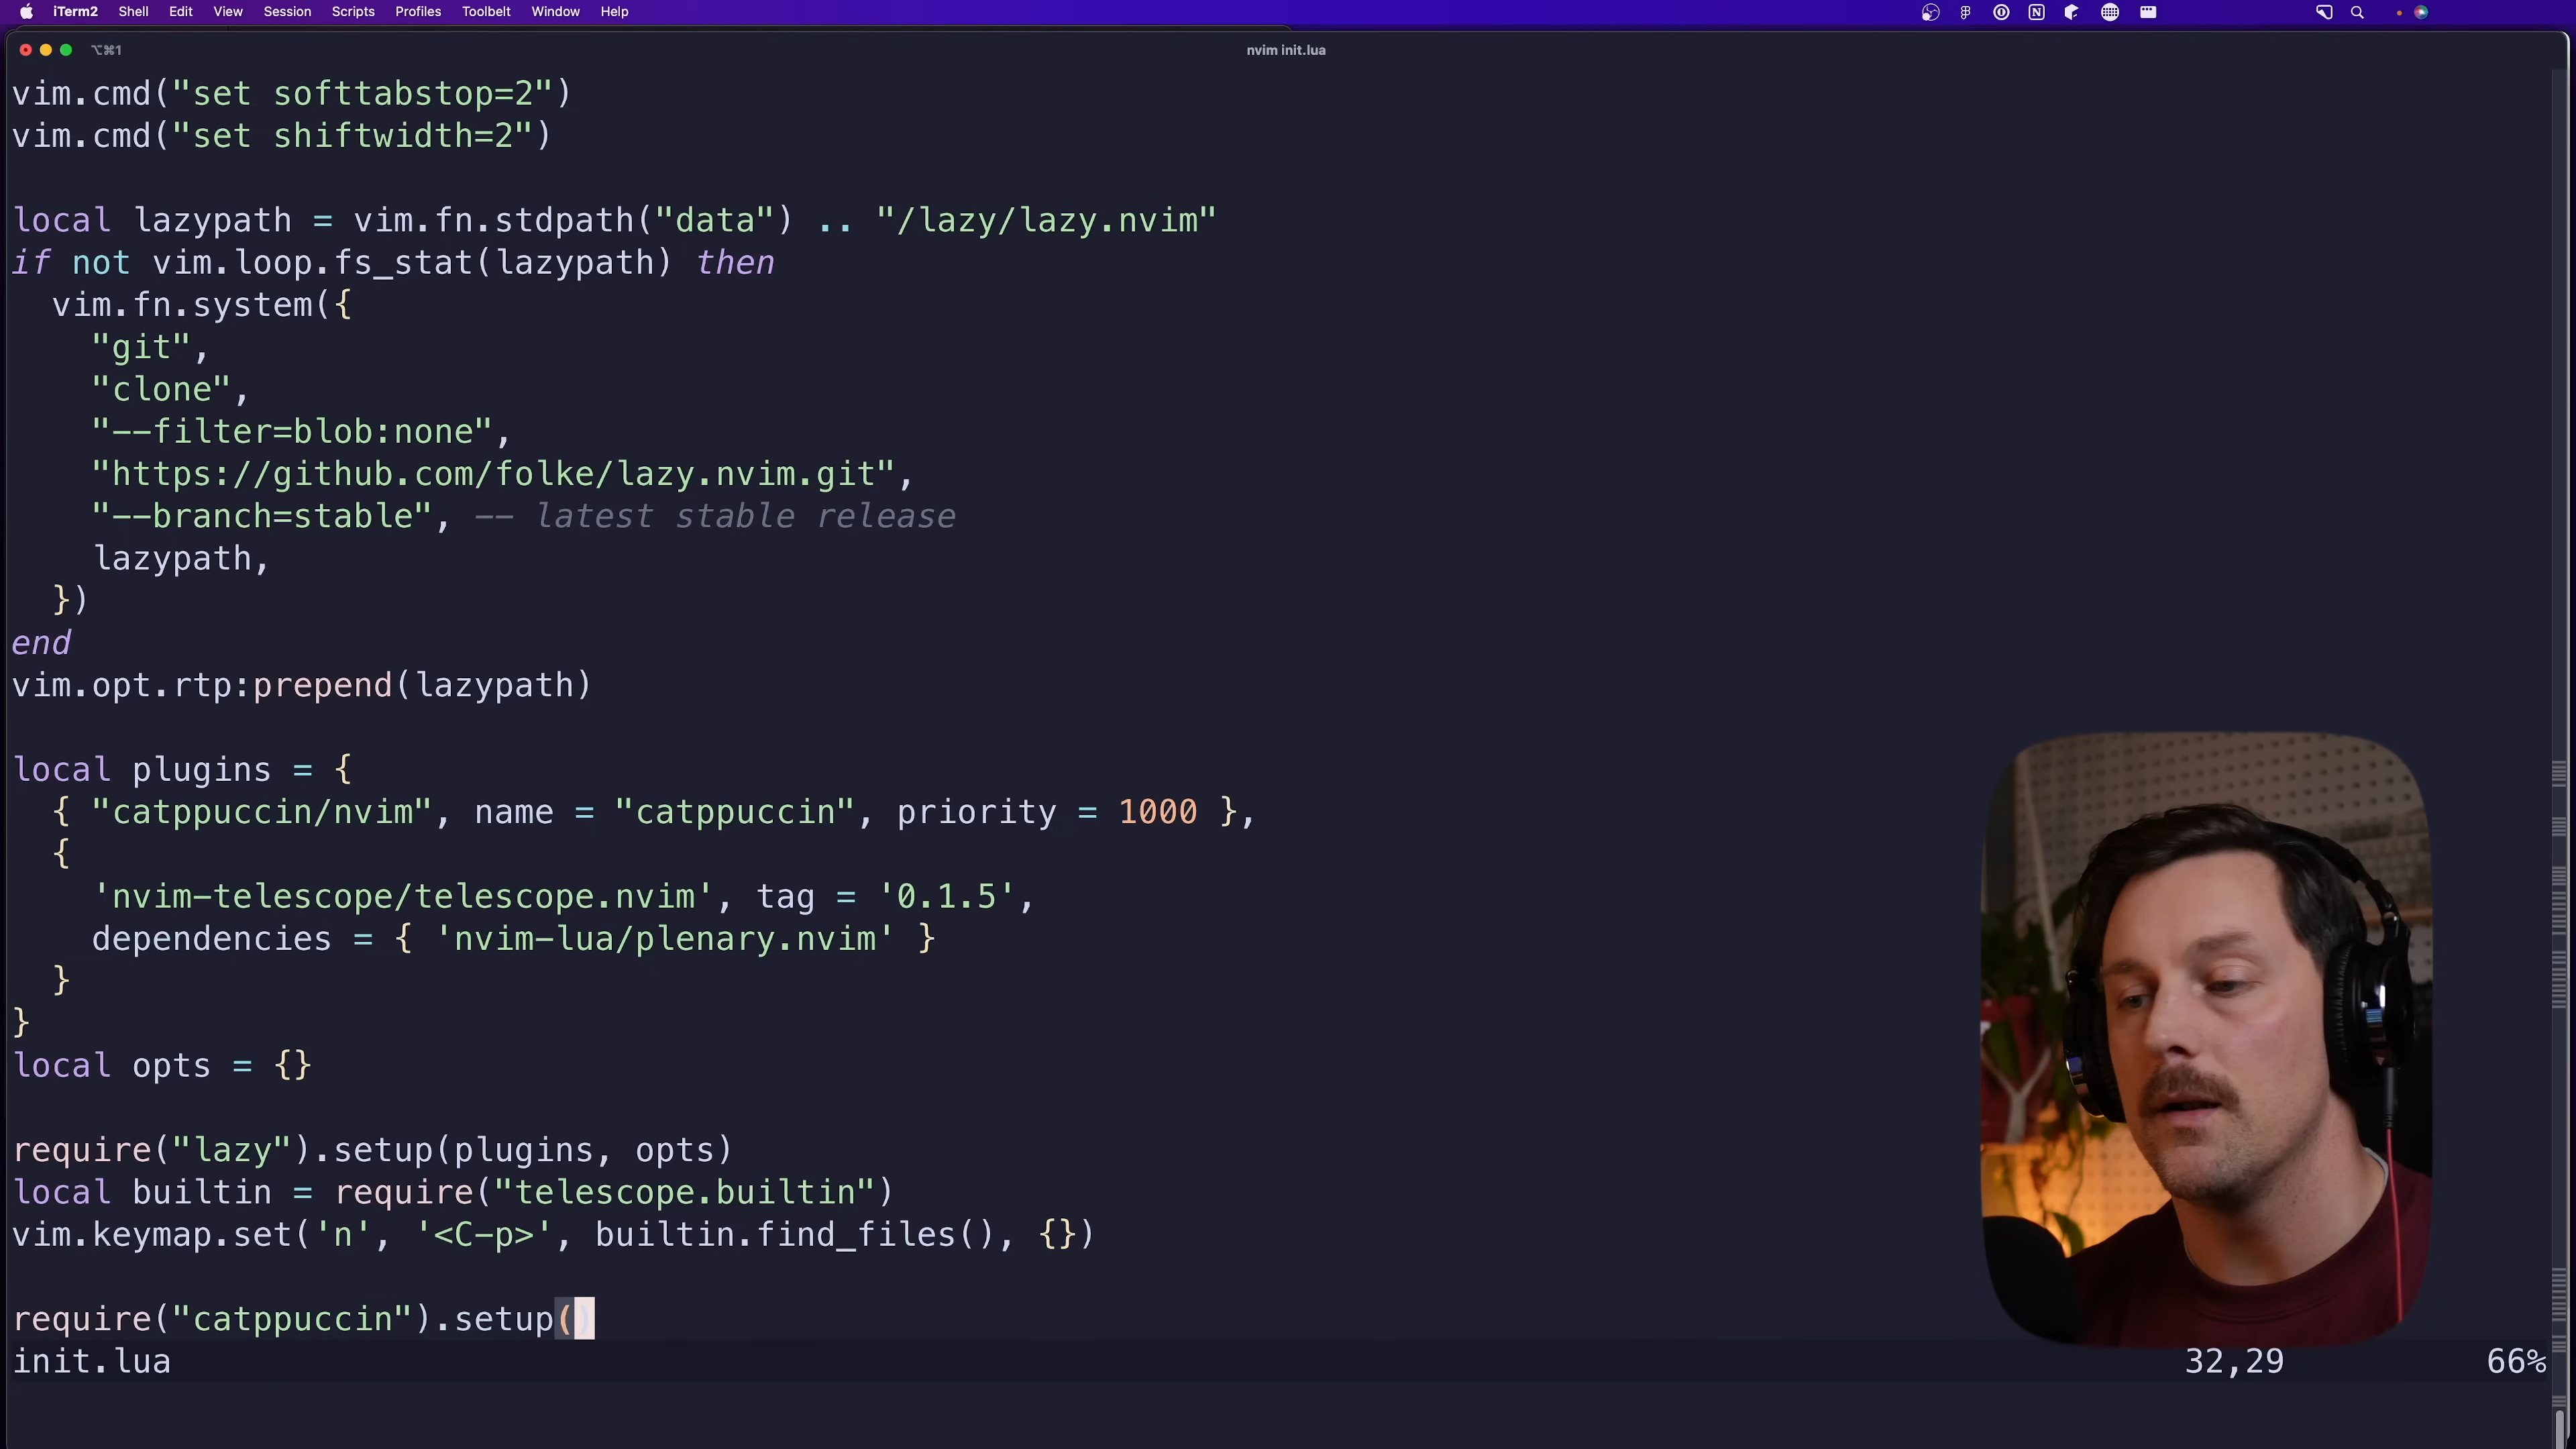 iTerm2 Shell Edit View Session Scripts Profiles Toolbelt Window Help
⌥⌘1 nvim init.lua
vim.cmd("set softtabstop=2")
vim.cmd("set shiftwidth=2")
local lazypath = vim.fn.stdpath("data") .. "/lazy/lazy.nvim"
if not vim.loop.fs_stat(lazypath) then
  vim.fn.system({
    "git",
    "clone",
    "--filter=blob:none",
    "https://github.com/folke/lazy.nvim.git",
    "--branch=stable", -- latest stable release
    lazypath,
  })
end
vim.opt.rtp:prepend(lazypath)
local plugins = {
  { "catppuccin/nvim", name = "catppuccin", priority = 1000 },
  {
    'nvim-telescope/telescope.nvim', tag = '0.1.5',
    dependencies = { 'nvim-lua/plenary.nvim' }
  }
}
local opts = {}
require("lazy").setup(plugins, opts)
local builtin = require("telescope.builtin")
vim.keymap.set('n', '<C-p>', builtin.find_files(), {})
require("catppuccin").setup()
init.lua 32,29 66%